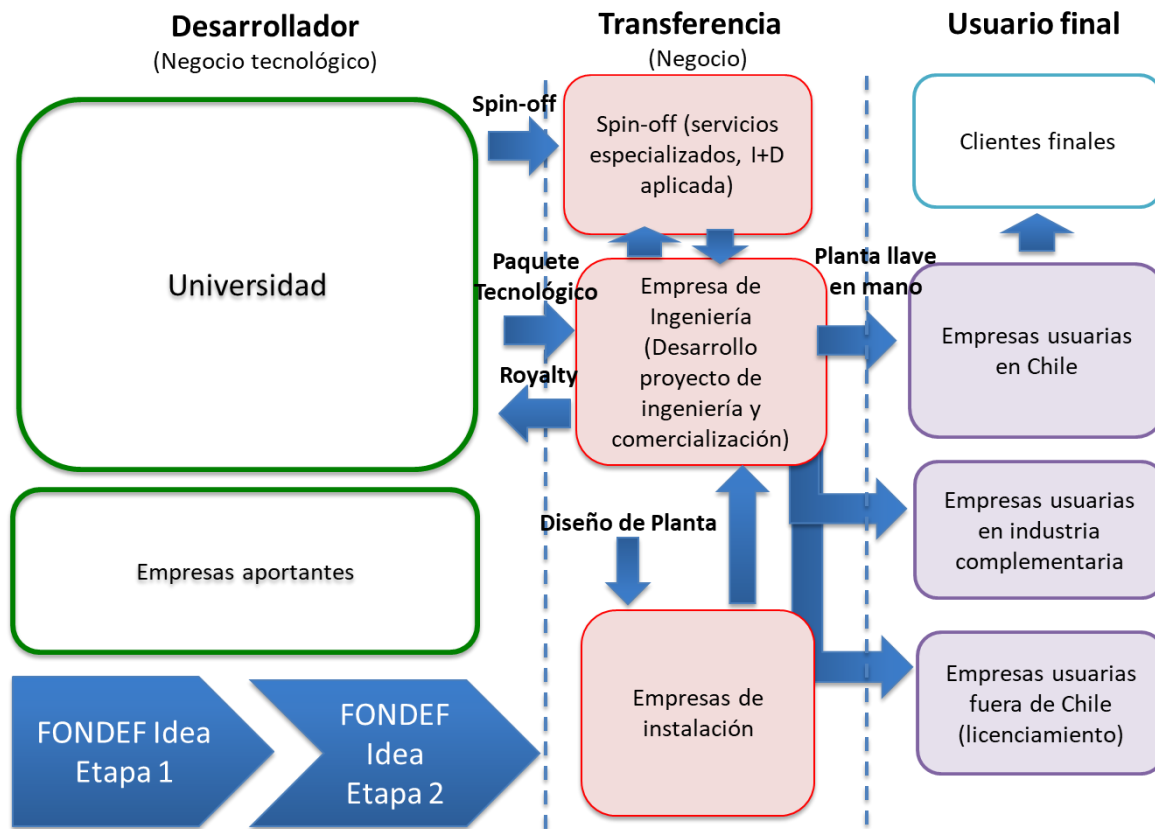 Desarrollador
(Negocio tecnológico)
Universidad
Empresas aportantes
FONDEF Idea
Etapa 1
FONDEF
Idea
Etapa 2
Transferencia
(Negocio)
Spin-off
Spin-off (servicios
especializados, I+D
aplicada)
Paquete
Tecnológico
Royalty
Empresa de
Ingeniería
(Desarrollo
proyecto de
ingeniería y
comercialización)
Diseño de Planta
Empresas de
instalación
Planta llave
en mano
Usuario final
Clientes finales
Empresas usuarias
en Chile
Empresas usuarias
en industria
complementaria
Empresas usuarias
fuera de Chile
(licenciamiento)